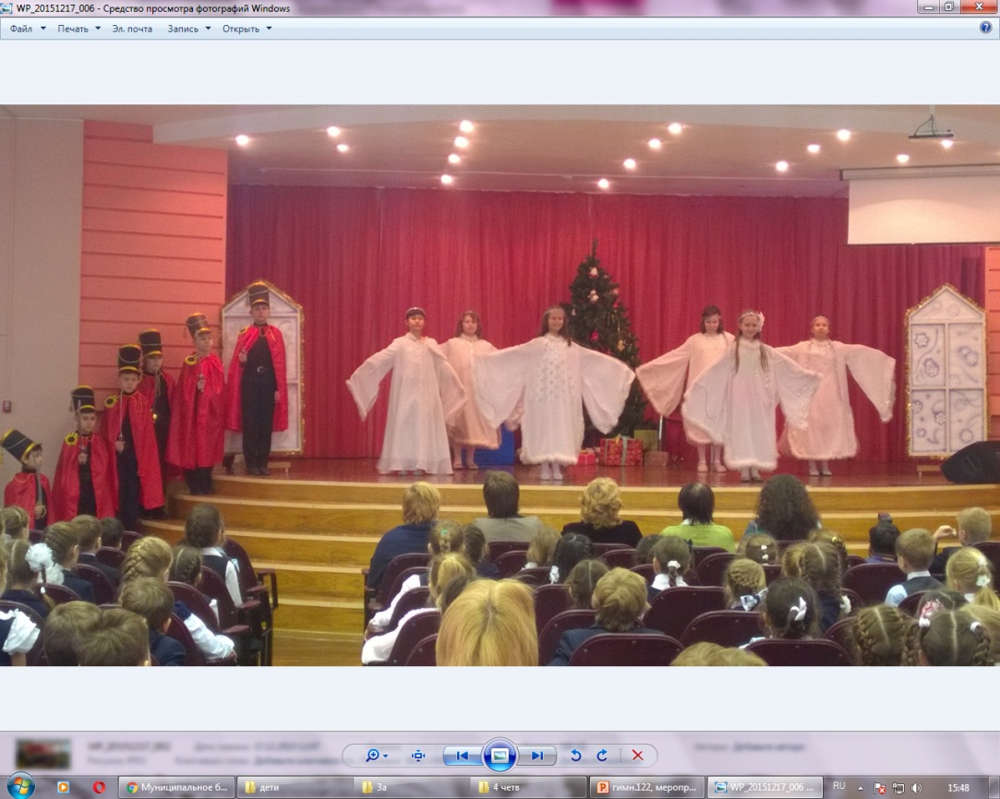 WP_20151217_006 - Средство просмотра фотографий Windows
Файл Печать Эл. почта Запись Открыть
Муниципальное б...
дети
3а
4 четв
гимн.122, меропр...
WP_20151217_006 ...
RU
15:48